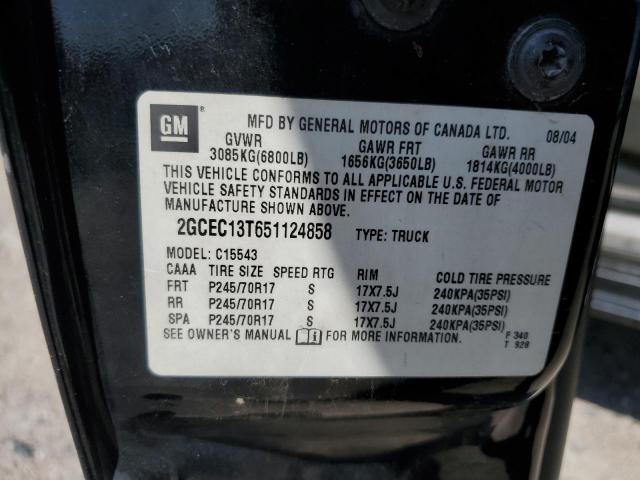 GM ® MFD BY GENERAL MOTORS OF CANADA LTD. 08/04
GVWR GAWR FRT GAWR RR
3085KG(6800LB) 1656KG(3650LB) 1814KG(4000LB)
THIS VEHICLE CONFORMS TO ALL APPLICABLE U.S. FEDERAL MOTOR
VEHICLE SAFETY STANDARDS IN EFFECT ON THE DATE OF
MANUFACTURE SHOWN ABOVE.
2GCEC13T651124858 TYPE: TRUCK
MODEL: C15543
CAAA TIRE SIZE SPEED RTG RIM COLD TIRE PRESSURE
FRT P245/70R17 S 17X7.5J 240KPA(35PSI)
RR P245/70R17 S 17X7.5J 240KPA(35PSI)
SPA P245/70R17 S 17X7.5J 240KPA(35PSI)
SEE OWNER'S MANUAL i FOR MORE INFORMATION.
F 340
T 928